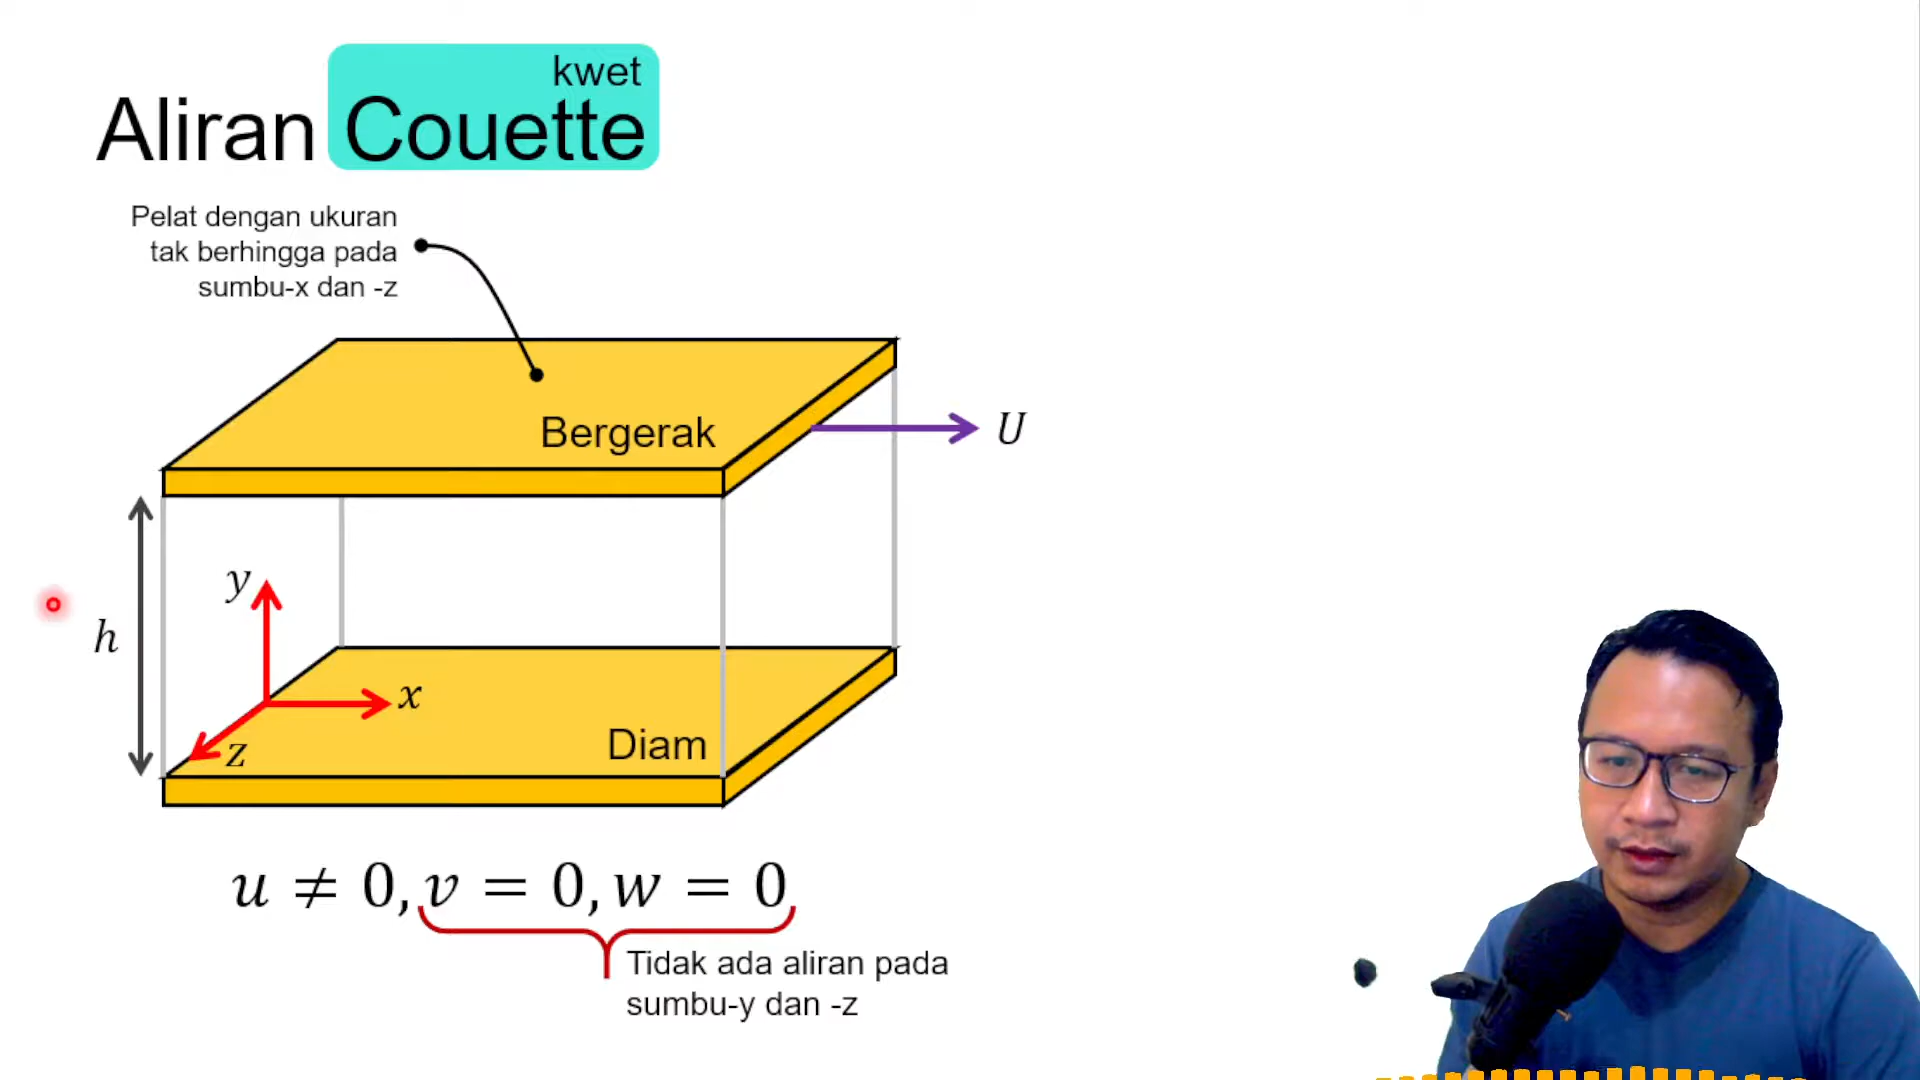 kwet
Aliran Couette
Pelat dengan ukuran
tak berhingga pada
sumbu-x dan -z
Bergerak
U
h
y
x
z
Diam
u ≠ 0, v = 0, w = 0
Tidak ada aliran pada
sumbu-y dan -z